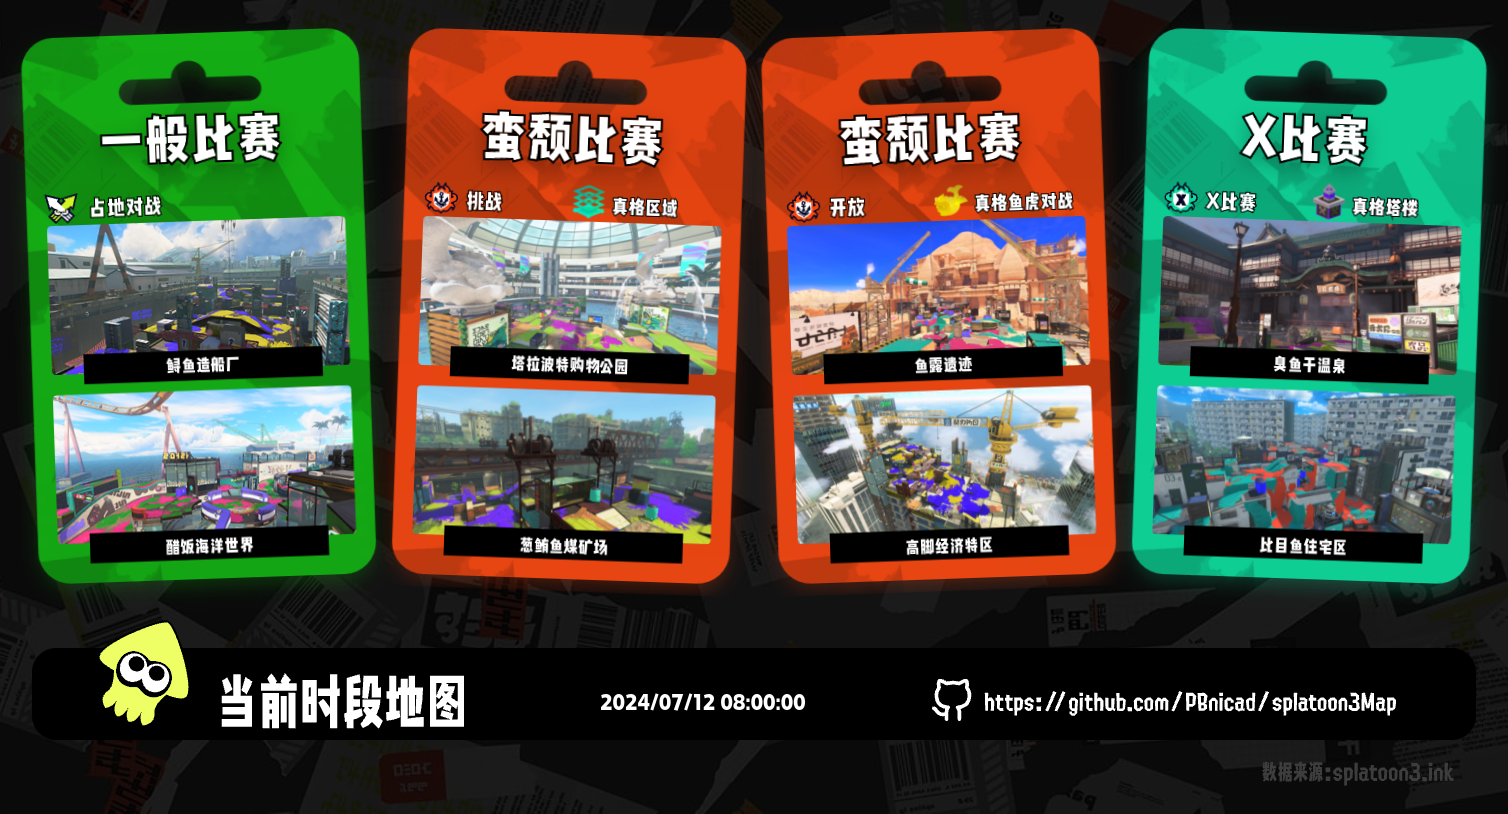 一般比赛
占地对战
鲟鱼造船厂
醋饭海洋世界
蛮颓比赛
挑战
真格区域
塔拉波特购物公园
葱鲔鱼煤矿场
蛮颓比赛
开放
真格鱼虎对战
鱼露遗迹
高脚经济特区
X比赛
X比赛
真格塔楼
臭鱼干温泉
比目鱼住宅区
当前时段地图
2024/07/12 08:00:00
https://github.com/PBnicad/splatoon3Map
数据来源:splatoon3.ink